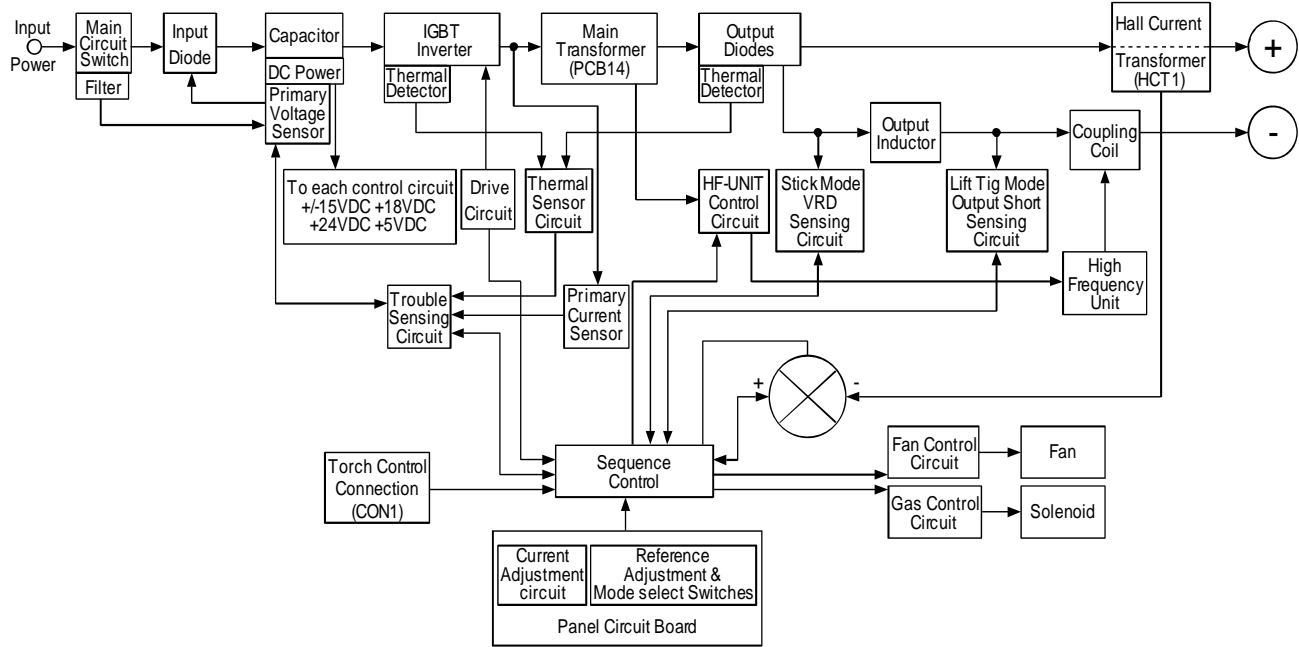 Input
Power
Main
Circuit
Switch
Filter
Input
Diode
Capacitor
DC Power
Primary
Voltage
Sensor
IGBT
Inverter
Thermal
Detector
Main
Transformer
(PCB14)
Output
Diodes
Thermal
Detector
Hall Current
Transformer
(HCT1)
+
Output
Inductor
Coupling
Coil
-
To each control circuit
+/-15VDC +18VDC
+24VDC +5VDC
Drive
Circuit
Thermal
Sensor
Circuit
HF-UNIT
Control
Circuit
Stick Mode
VRD
Sensing
Circuit
Lift Tig Mode
Output Short
Sensing
Circuit
High
Frequency
Unit
Trouble
Sensing
Circuit
Primary
Current
Sensor
+
-
Torch Control
Connection
(CON1)
Sequence
Control
Fan Control
Circuit
Fan
Gas Control
Circuit
Solenoid
Current
Adjustment
circuit
Reference
Adjustment &
Mode select Switches
Panel Circuit Board